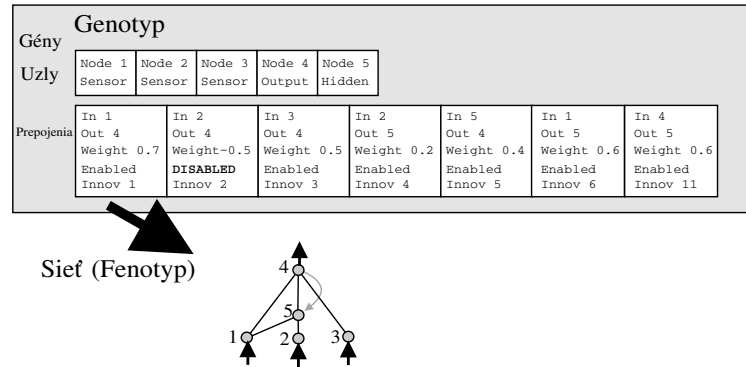 Genotyp
Gény
Uzly
Node 1 Node 2 Node 3 Node 4 Node 5
Sensor Sensor Sensor Output Hidden
Prepojenia
In 1 In 2 In 3 In 2 In 5 In 1 In 4
Out 4 Out 4 Out 4 Out 5 Out 4 Out 5 Out 5
Weight 0.7 Weight-0.5 Weight 0.5 Weight 0.2 Weight 0.4 Weight 0.6 Weight 0.6
Enabled DISABLED Enabled Enabled Enabled Enabled Enabled
Innov 1 Innov 2 Innov 3 Innov 4 Innov 5 Innov 6 Innov 11
Sieť (Fenotyp)
4
5
1 2 3